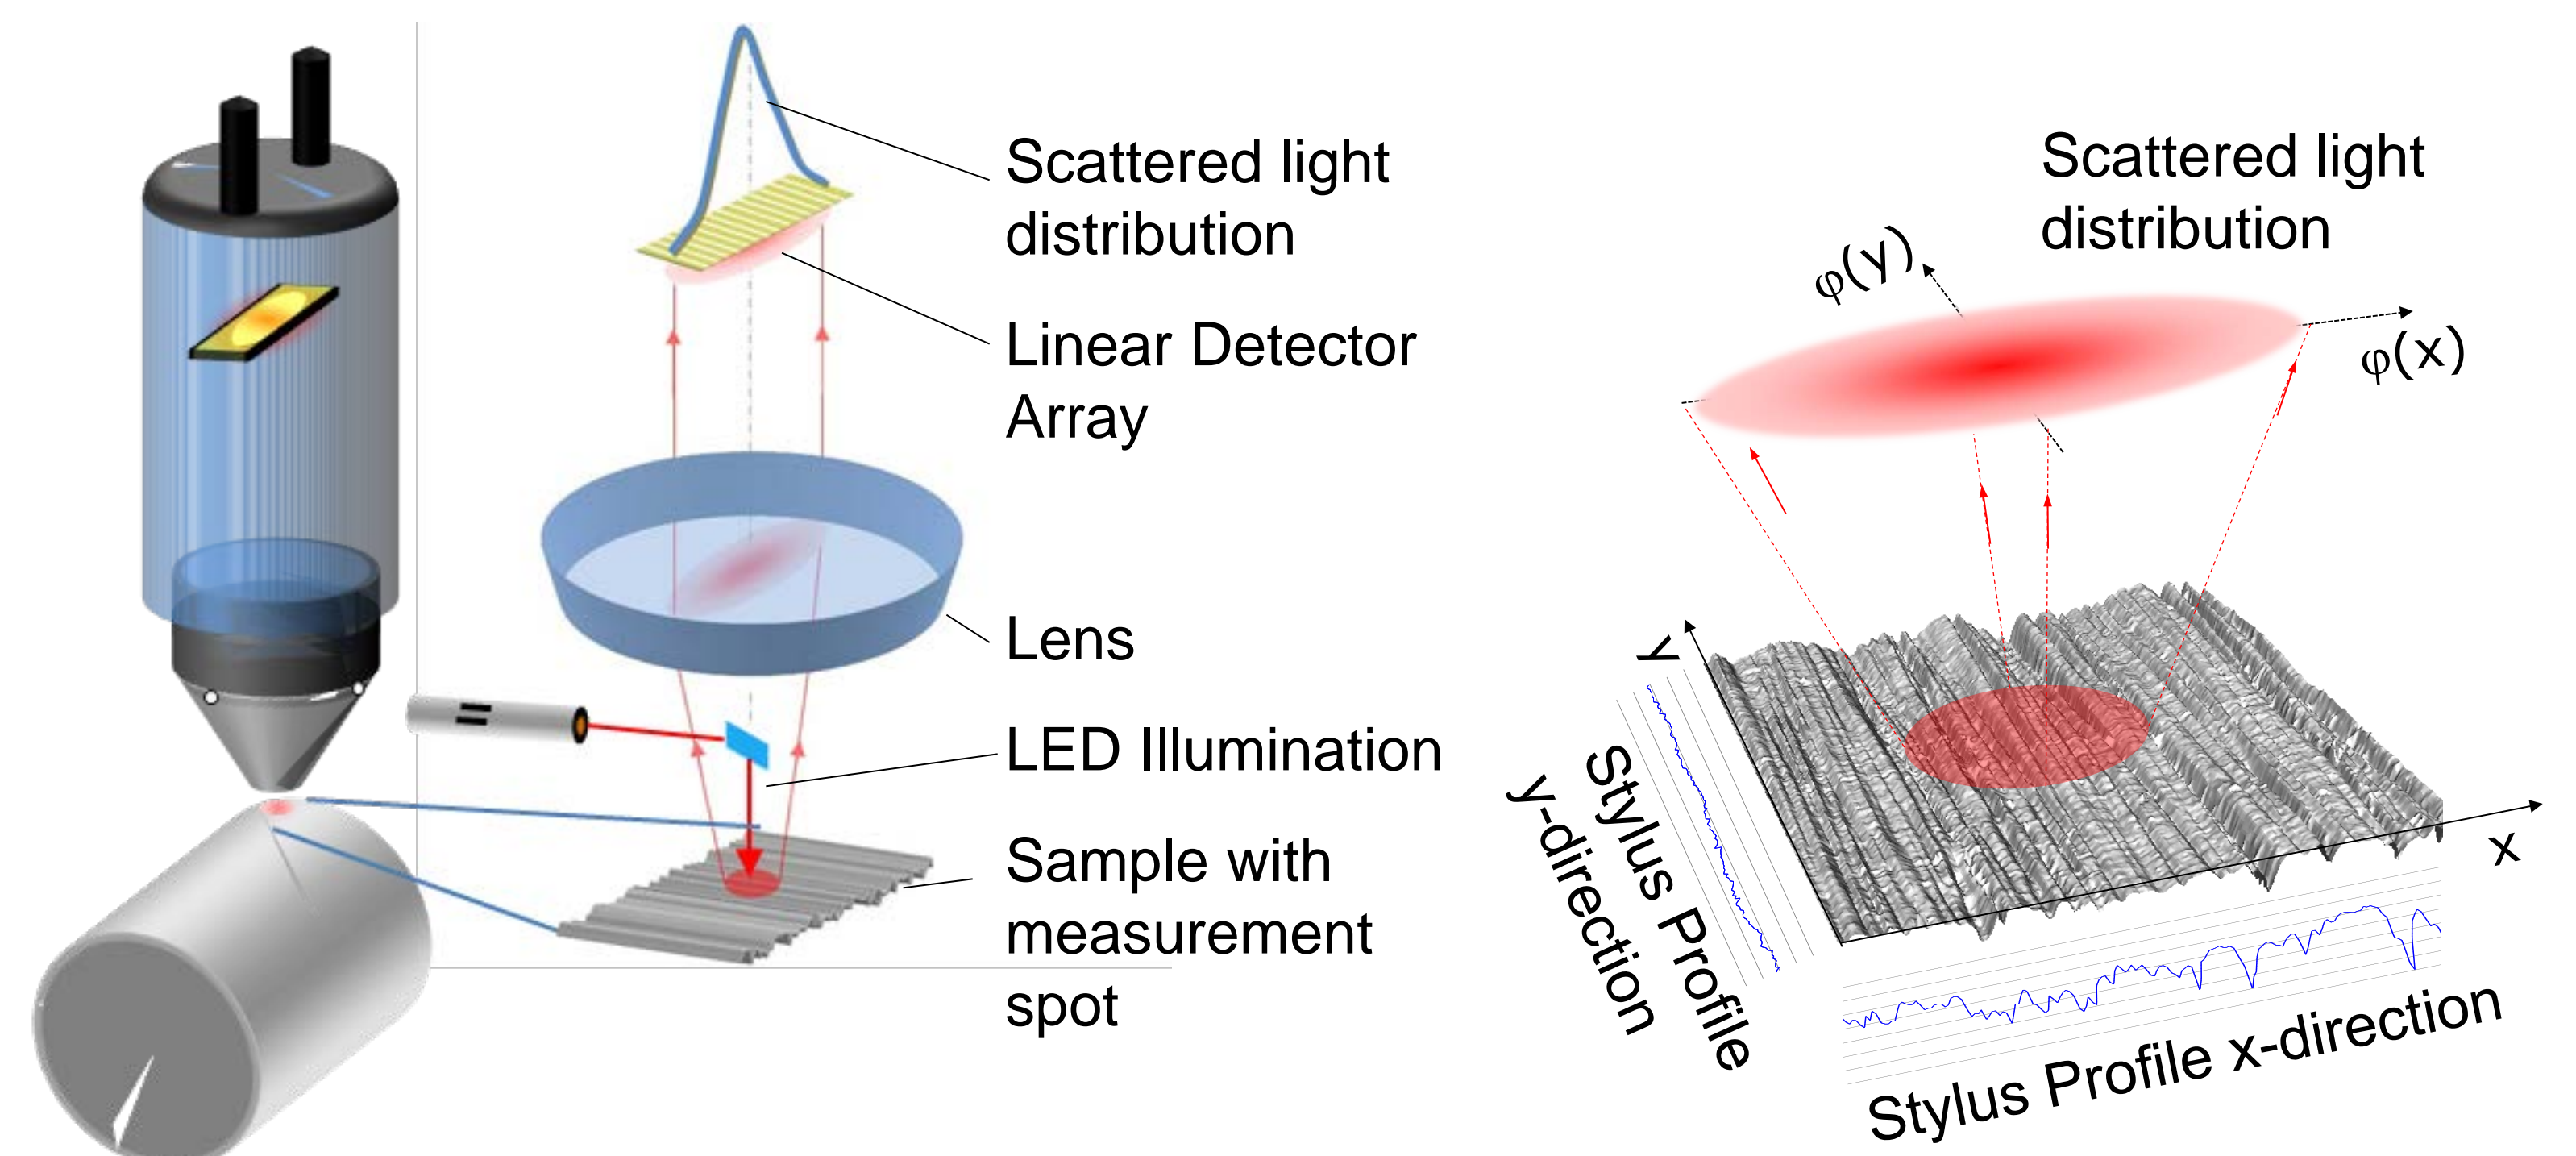 Scattered light
distribution
Linear Detector
Array
Lens
LED Illumination
Sample with
measurement
spot
Scattered light
distribution
φ(y)
φ(x)
y
x
Stylus Profile
y-direction
Stylus Profile x-direction